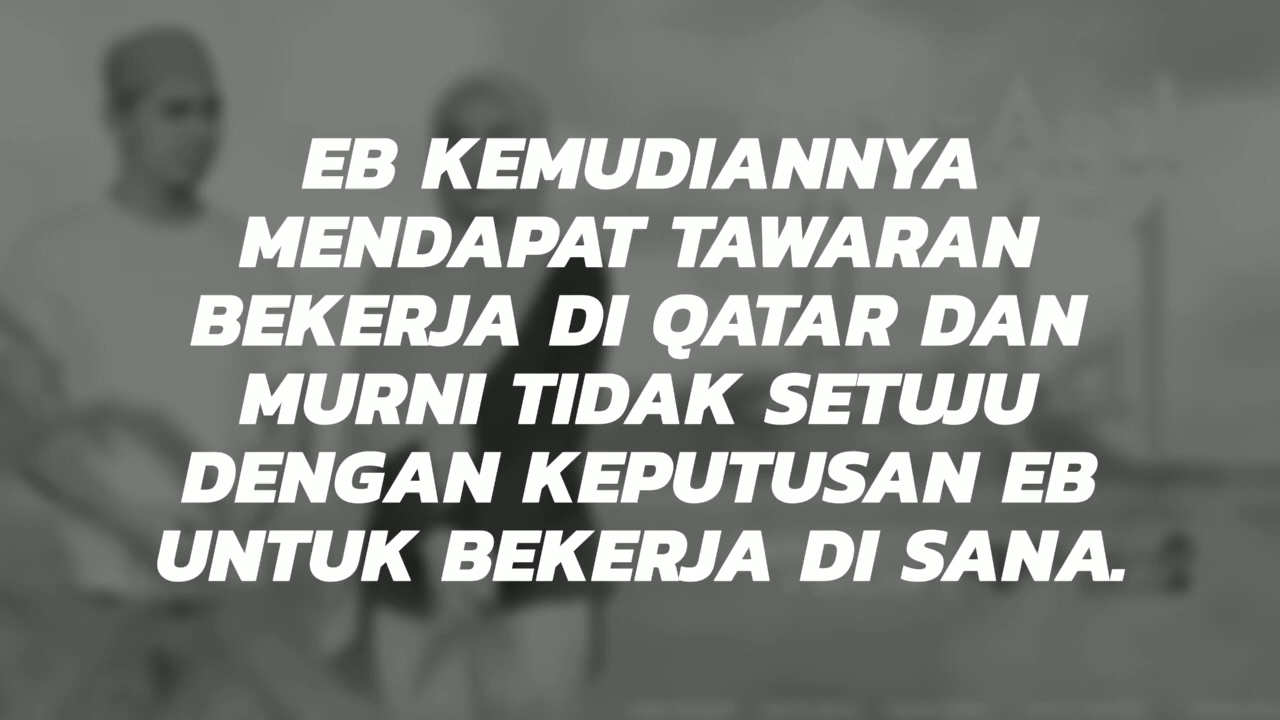 EB KEMUDIANNYA
MENDAPAT TAWARAN
BEKERJA DI QATAR DAN
MURNI TIDAK SETUJU
DENGAN KEPUTUSAN EB
UNTUK BEKERJA DI SANA.